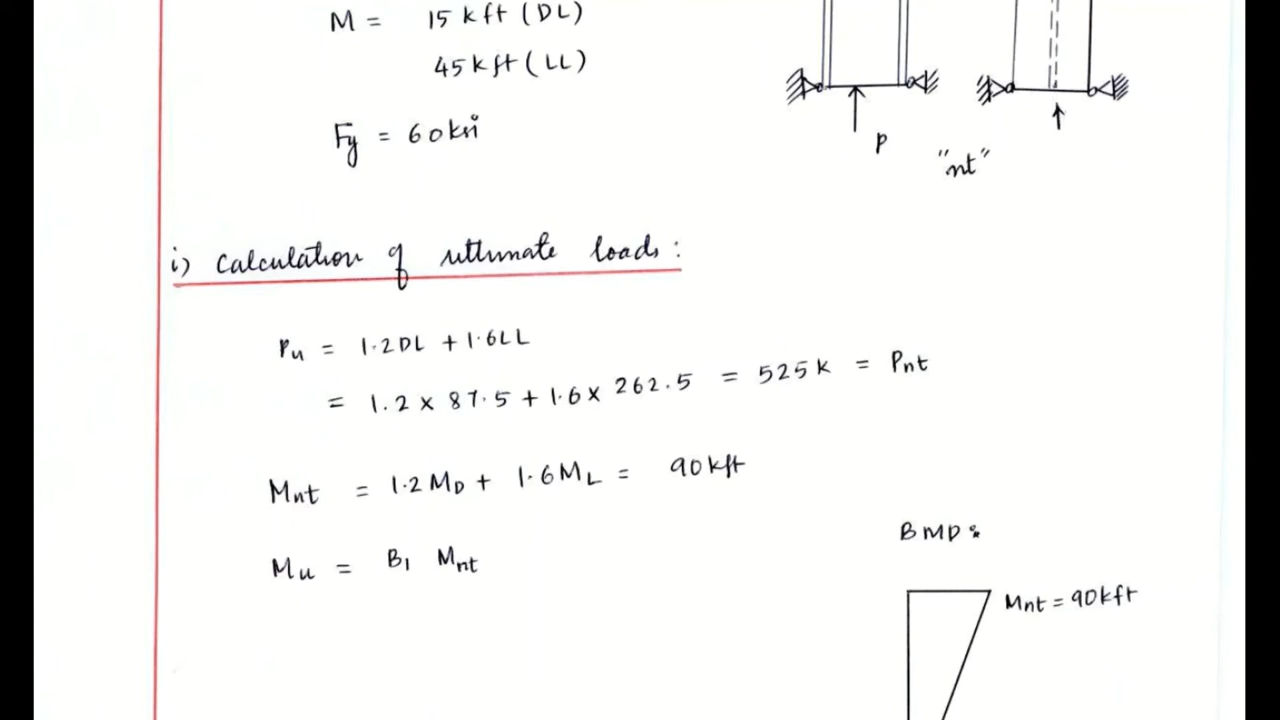 M = 15 k ft (DL)
45 k ft (LL)
Fy = 60 ksi
P
"nt"
i) Calculation of ultimate loads:
Pu = 1.2DL + 1.6LL
= 1.2 x 87.5 + 1.6 x 262.5 = 525 k = Pnt
Mnt = 1.2 MD + 1.6 ML = 90 kft
Mu = B1 Mnt
BMD:
Mnt = 90 kft